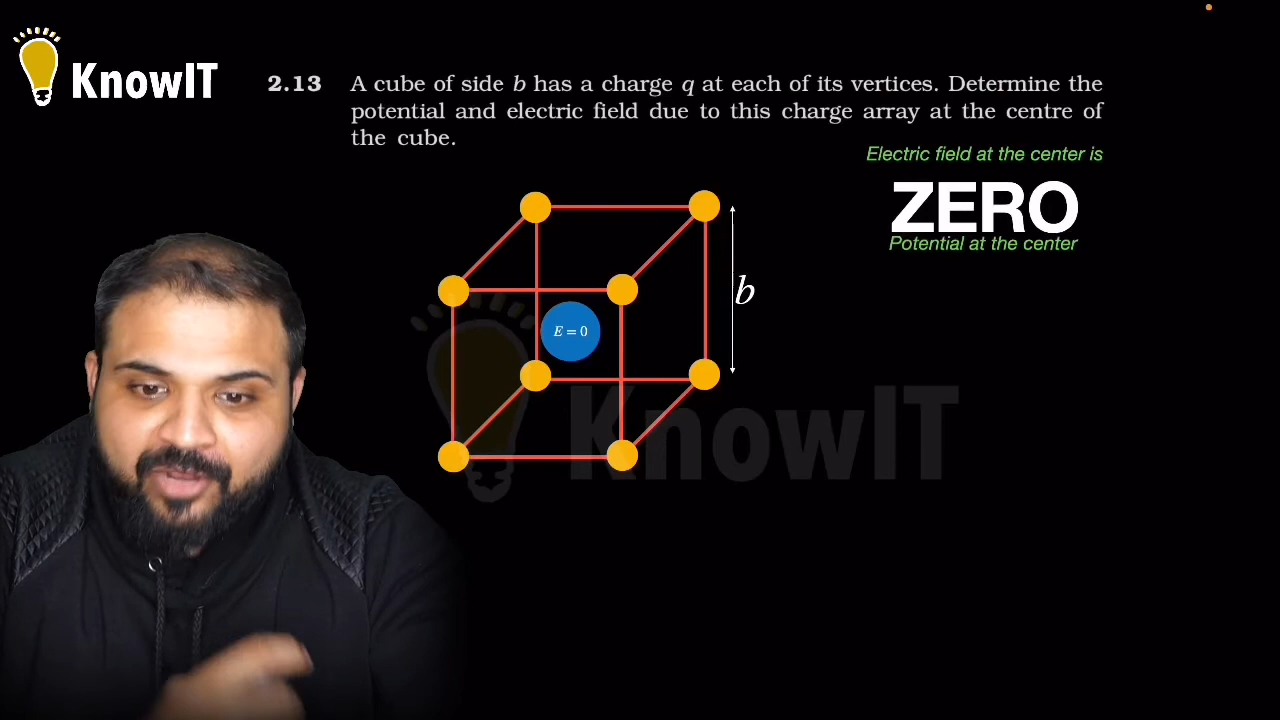 KnowIT
2.13 A cube of side b has a charge q at each of its vertices. Determine the
potential and electric field due to this charge array at the centre of
the cube.
Electric field at the center is
ZERO
Potential at the center
b
E = 0
KnowIT